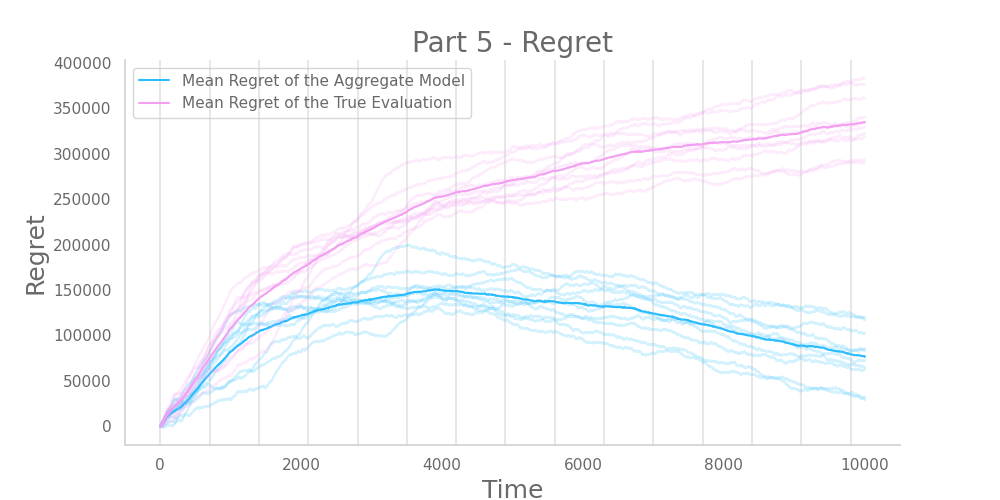 Part 5 - Regret
Mean Regret of the Aggregate Model
Mean Regret of the True Evaluation
Regret
400000
350000
300000
250000
200000
150000
100000
50000
0
0 2000 4000 6000 8000 10000
Time